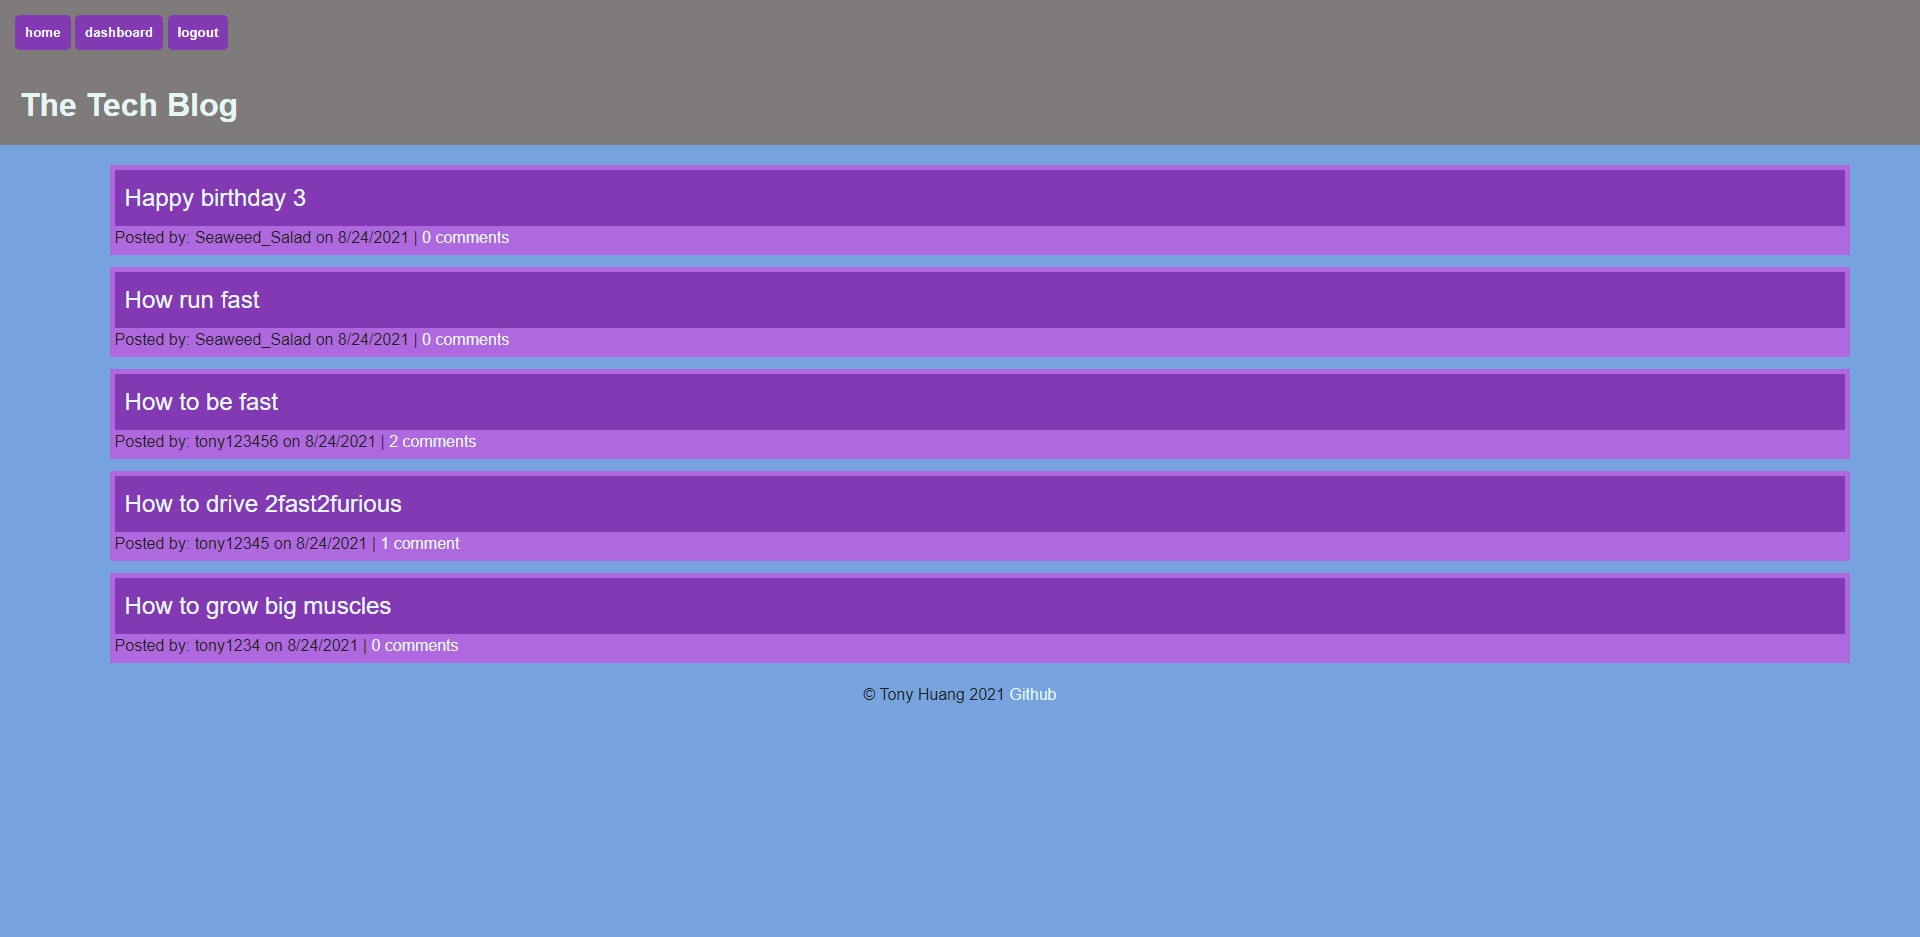 home dashboard logout
The Tech Blog
Happy birthday 3
Posted by: Seaweed_Salad on 8/24/2021 | 0 comments
How run fast
Posted by: Seaweed_Salad on 8/24/2021 | 0 comments
How to be fast
Posted by: tony123456 on 8/24/2021 | 2 comments
How to drive 2fast2furious
Posted by: tony12345 on 8/24/2021 | 1 comment
How to grow big muscles
Posted by: tony1234 on 8/24/2021 | 0 comments
© Tony Huang 2021 Github